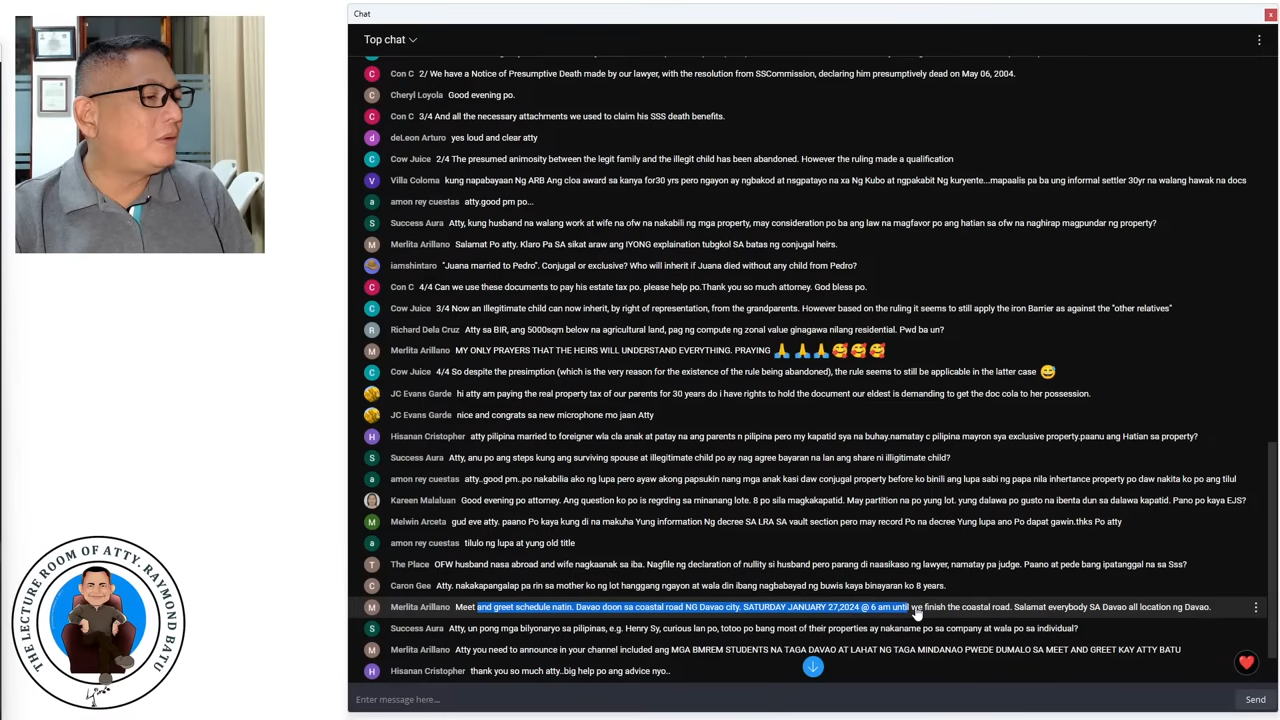 Chat
Top chat
Con C 2/ We have a Notice of Presumptive Death made by our lawyer, with the resolution from SSCommission, declaring him presumptively dead on May 06, 2004.
Cheryl Loyola Good evening po.
Con C 3/4 And all the necessary attachments we used to claim his SSS death benefits.
deLeon Arturo yes loud and clear atty
Cow Juice 2/4 The presumed animosity between the legit family and the illegit child has been abandoned. However the ruling made a qualification
Villa Coloma kung napabayaan Ng ARB Ang cloa award sa kanya for30 yrs pero ngayon ay ngbakod at nsgpatayo na xa Ng Kubo at ngpakabit Ng kuryente...mapaalis pa ba ung informal settler 30yr na walang hawak na docs
amon rey cuestas atty.good pm po...
Success Aura Atty, kung husband na walang work at wife na ofw na nakabili ng mga property, may consideration po ba ang law na magfavor po ang hatian sa ofw na naghirap magpundar ng property?
Merlita Arillano Salamat Po atty. Klaro Pa SA sikat araw ang IYONG explaination tubgkol SA batas ng conjugal heirs.
iamshintaro "Juana married to Pedro". Conjugal or exclusive? Who will inherit if Juana died without any child from Pedro?
Con C 4/4 Can we use these documents to pay his estate tax po. please help po.Thank you so much attorney. God bless po.
Cow Juice 3/4 Now an Illegitimate child can now inherit, by right of representation, from the grandparents. However based on the ruling it seems to still apply the iron Barrier as against the "other relatives"
Richard Dela Cruz Atty sa BIR, ang 5000sqm below na agricultural land, pag ng compute ng zonal value ginagawa nilang residential. Pwd ba un?
Merlita Arillano MY ONLY PRAYERS THAT THE HEIRS WILL UNDERSTAND EVERYTHING. PRAYING 🙏 🙏 🙏 🥰 🥰 🥰
Cow Juice 4/4 So despite the presimption (which is the very reason for the existence of the rule being abandoned), the rule seems to still be applicable in the latter case 😅
JC Evans Garde hi atty am paying the real property tax of our parents for 30 years do i have rights to hold the document our eldest is demanding to get the doc cola to her possession.
JC Evans Garde nice and congrats sa new microphone mo jaan Atty
Hisanan Cristopher atty pilipina married to foreigner wla cla anak at patay na ang parents n pilipina pero my kapatid sya na buhay.namatay c pilipina mayron sya exclusive property.paanu ang Hatian sa property?
Success Aura Atty, anu po ang steps kung ang surviving spouse at illegitimate child po ay nag agree bayaran na lan ang share ni illigitimate child?
amon rey cuestas atty..good pm..po nakabilia ako ng lupa pero ayaw akong papsukin nang mga anak kasi daw conjugal property before ko binili ang lupa sabi ng papa nila inhertance property po daw nakita ko po ang tilul
Kareen Malaluan Good evening po attorney. Ang question ko po is regrding sa minanang lote. 8 po sila magkakapatid. May partition na po yung lot. yung dalawa po gusto na ibenta dun sa dalawa kapatid. Pano po kaya EJS?
Melwin Arceta gud eve atty. paano Po kaya kung di na makuha Yung information Ng decree SA LRA SA vault section pero may record Po na decree Yung lupa ano Po dapat gawin.thks Po atty
amon rey cuestas tilulo ng lupa at yung old title
The Place OFW husband nasa abroad and wife nagkaanak sa iba. Nagfile ng declaration of nullity si husband pero parang di naasikaso ng lawyer, namatay pa judge. Paano at pede bang ipatanggal na sa Sss?
Caron Gee Atty. nakakapangalap pa rin sa mother ko ng lot hanggang ngayon at wala din ibang nagbabayad ng buwis kaya binayaran ko 8 years.
Merlita Arillano Meet and greet schedule natin. Davao doon sa coastal road NG Davao city. SATURDAY JANUARY 27,2024 @ 6 am until we finish the coastal road. Salamat everybody SA Davao all location ng Davao.
Success Aura Atty, un pong mga bilyonaryo sa pilipinas, e.g. Henry Sy, curious lan po, totoo po bang most of their properties ay nakaname po sa company at wala po sa individual?
Merlita Arillano Atty you need to announce in your channel included ang MGA BMREM STUDENTS NA TAGA DAVAO AT LAHAT NG TAGA MINDANAO PWEDE DUMALO SA MEET AND GREET KAY ATTY BATU
Hisanan Cristopher thank you so much atty..big help po ang advice nyo..
Enter message here...
Send
THE LECTURE ROOM OF ATTY. RAYMOND BATU